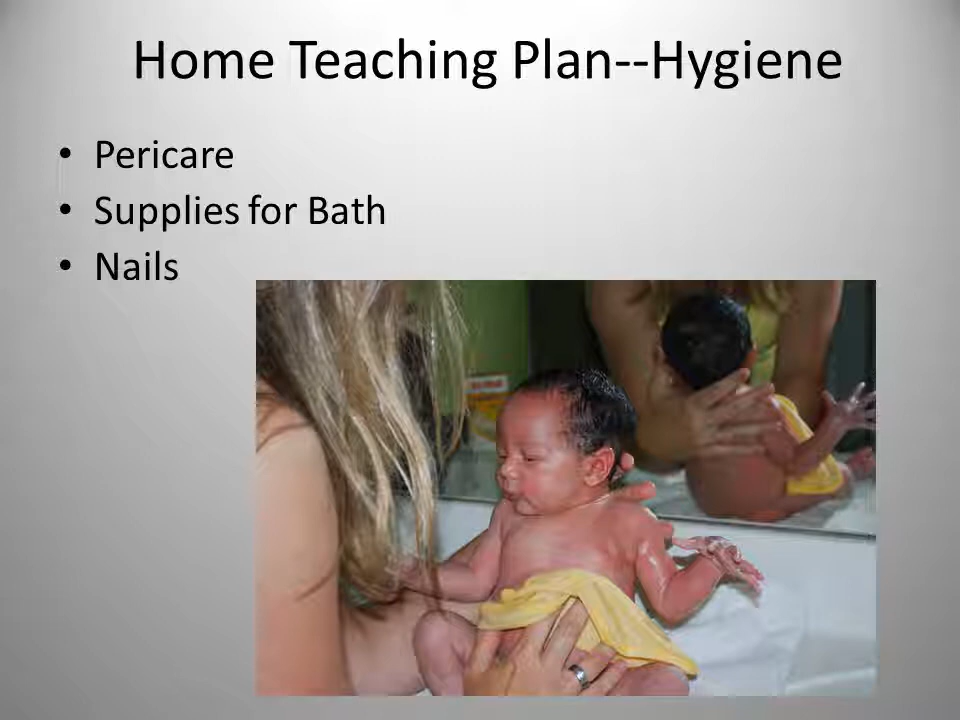 Home Teaching Plan--Hygiene
• Pericare
• Supplies for Bath
• Nails